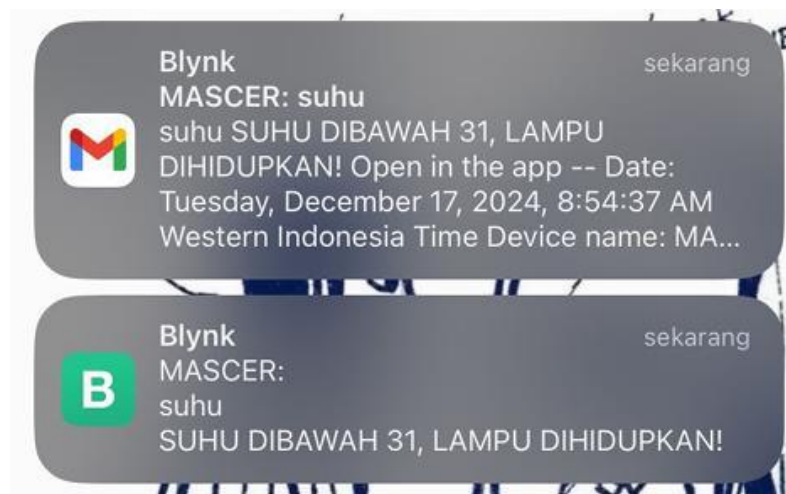 Blynk
sekarang
MASCER: suhu
suhu SUHU DIBAWAH 31, LAMPU
DIHIDUPKAN! Open in the app -- Date:
Tuesday, December 17, 2024, 8:54:37 AM
Western Indonesia Time Device name: MA...
B
Blynk
sekarang
MASCER:
suhu
SUHU DIBAWAH 31, LAMPU DIHIDUPKAN!